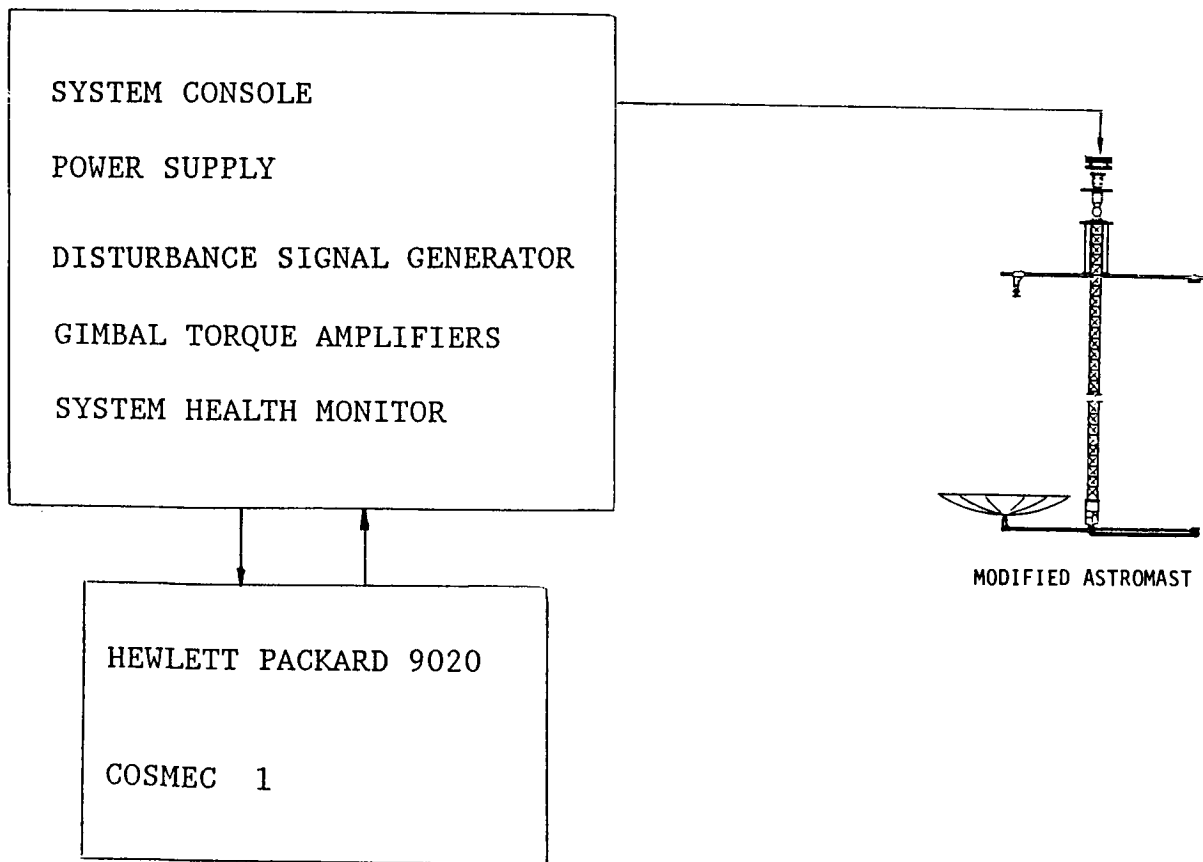 SYSTEM CONSOLE
POWER SUPPLY
DISTURBANCE SIGNAL GENERATOR
GIMBAL TORQUE AMPLIFIERS
SYSTEM HEALTH MONITOR
MODIFIED ASTROMAST
HEWLETT PACKARD 9020
COSMEC 1